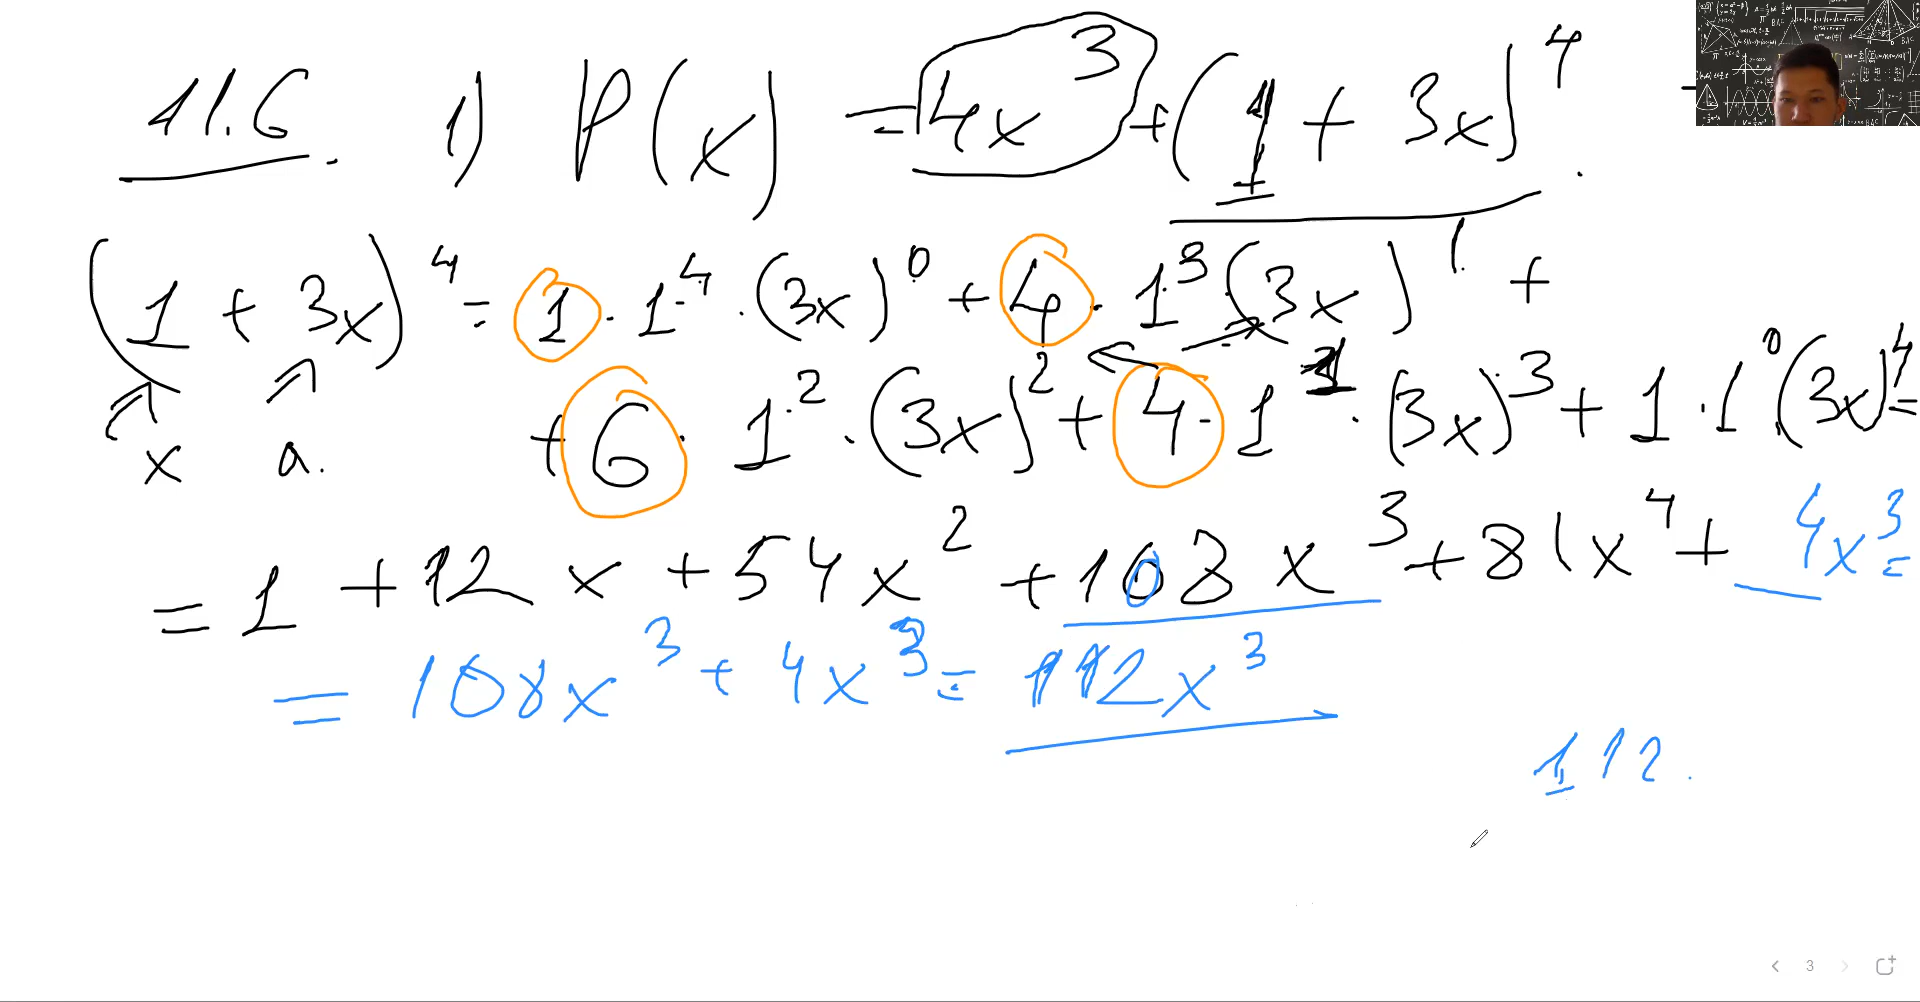 11.6. 1) P(x) = 4x³ + (1 + 3x)⁴.
(1 + 3x)⁴ = 1 · 1⁴ · (3x)⁰ + 4 · 1³ · (3x)¹ +
x a. + 6 · 1² · (3x)² + 4 · 1¹ · (3x)³ + 1 · 1⁰ (3x)⁴ =
= 1 + 12x + 54x² + 108x³ + 81x⁴ + 4x³ =
= 108x³ + 4x³ = 112x³
112.
3